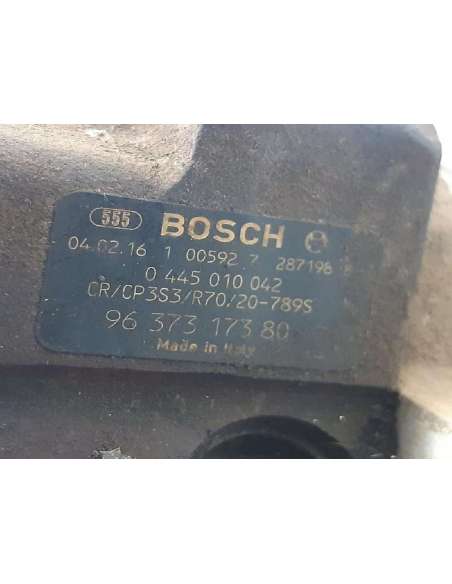 555 BOSCH
04.02.16 1 00592 7 287196
0 445 010 042
CR/CP3S3/R70/20-789S
96 373 173 80
Made in Italy